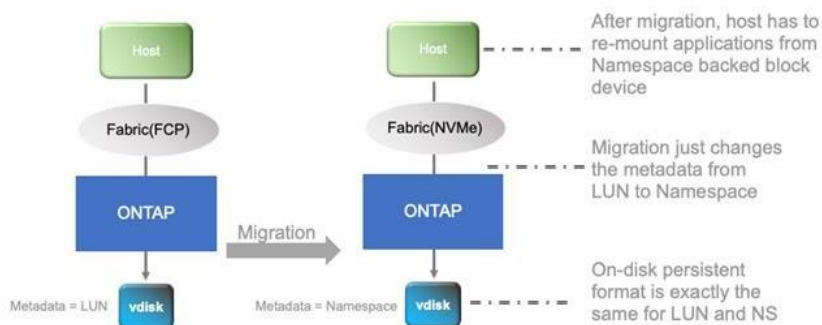 Host
Fabric(FCP)
ONTAP
Metadata = LUN
vdisk
Migration
Host
Fabric(NVMe)
ONTAP
Metadata = Namespace
vdisk
After migration, host has to
re-mount applications from
Namespace backed block
device
Migration just changes
the metadata from
LUN to Namespace
On-disk persistent
format is exactly the
same for LUN and NS